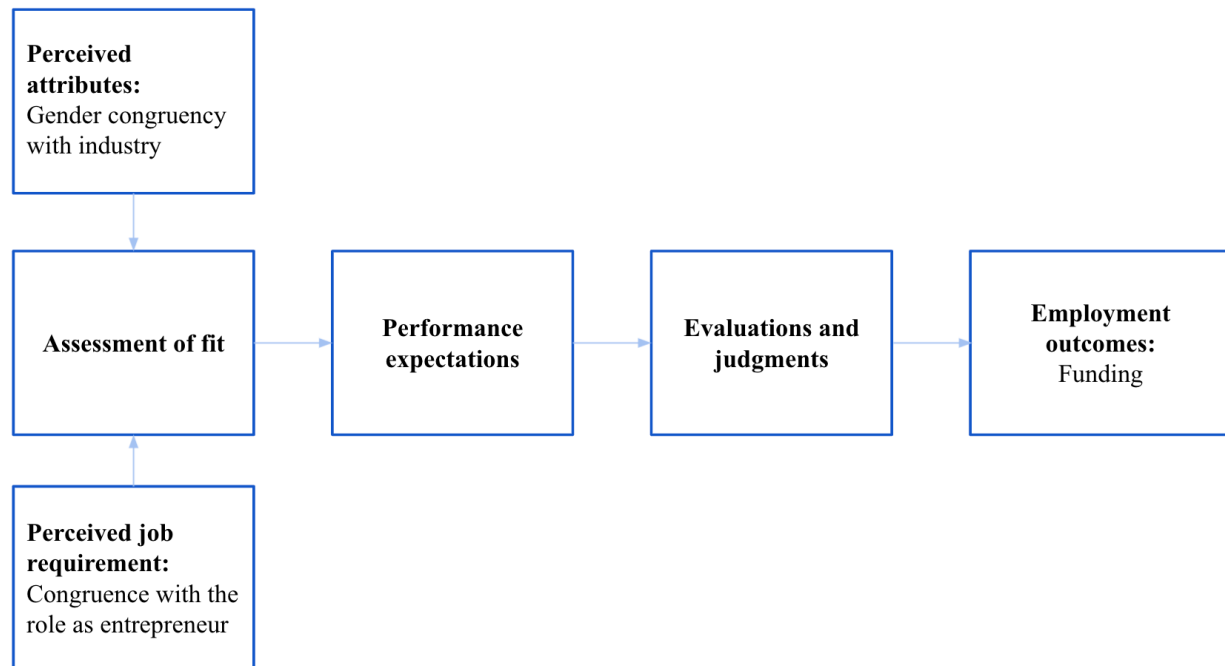 Perceived
attributes:
Gender congruency
with industry
Assessment of fit
Performance
expectations
Evaluations and
judgments
Employment
outcomes:
Funding
Perceived job
requirement:
Congruence with the
role as entrepreneur